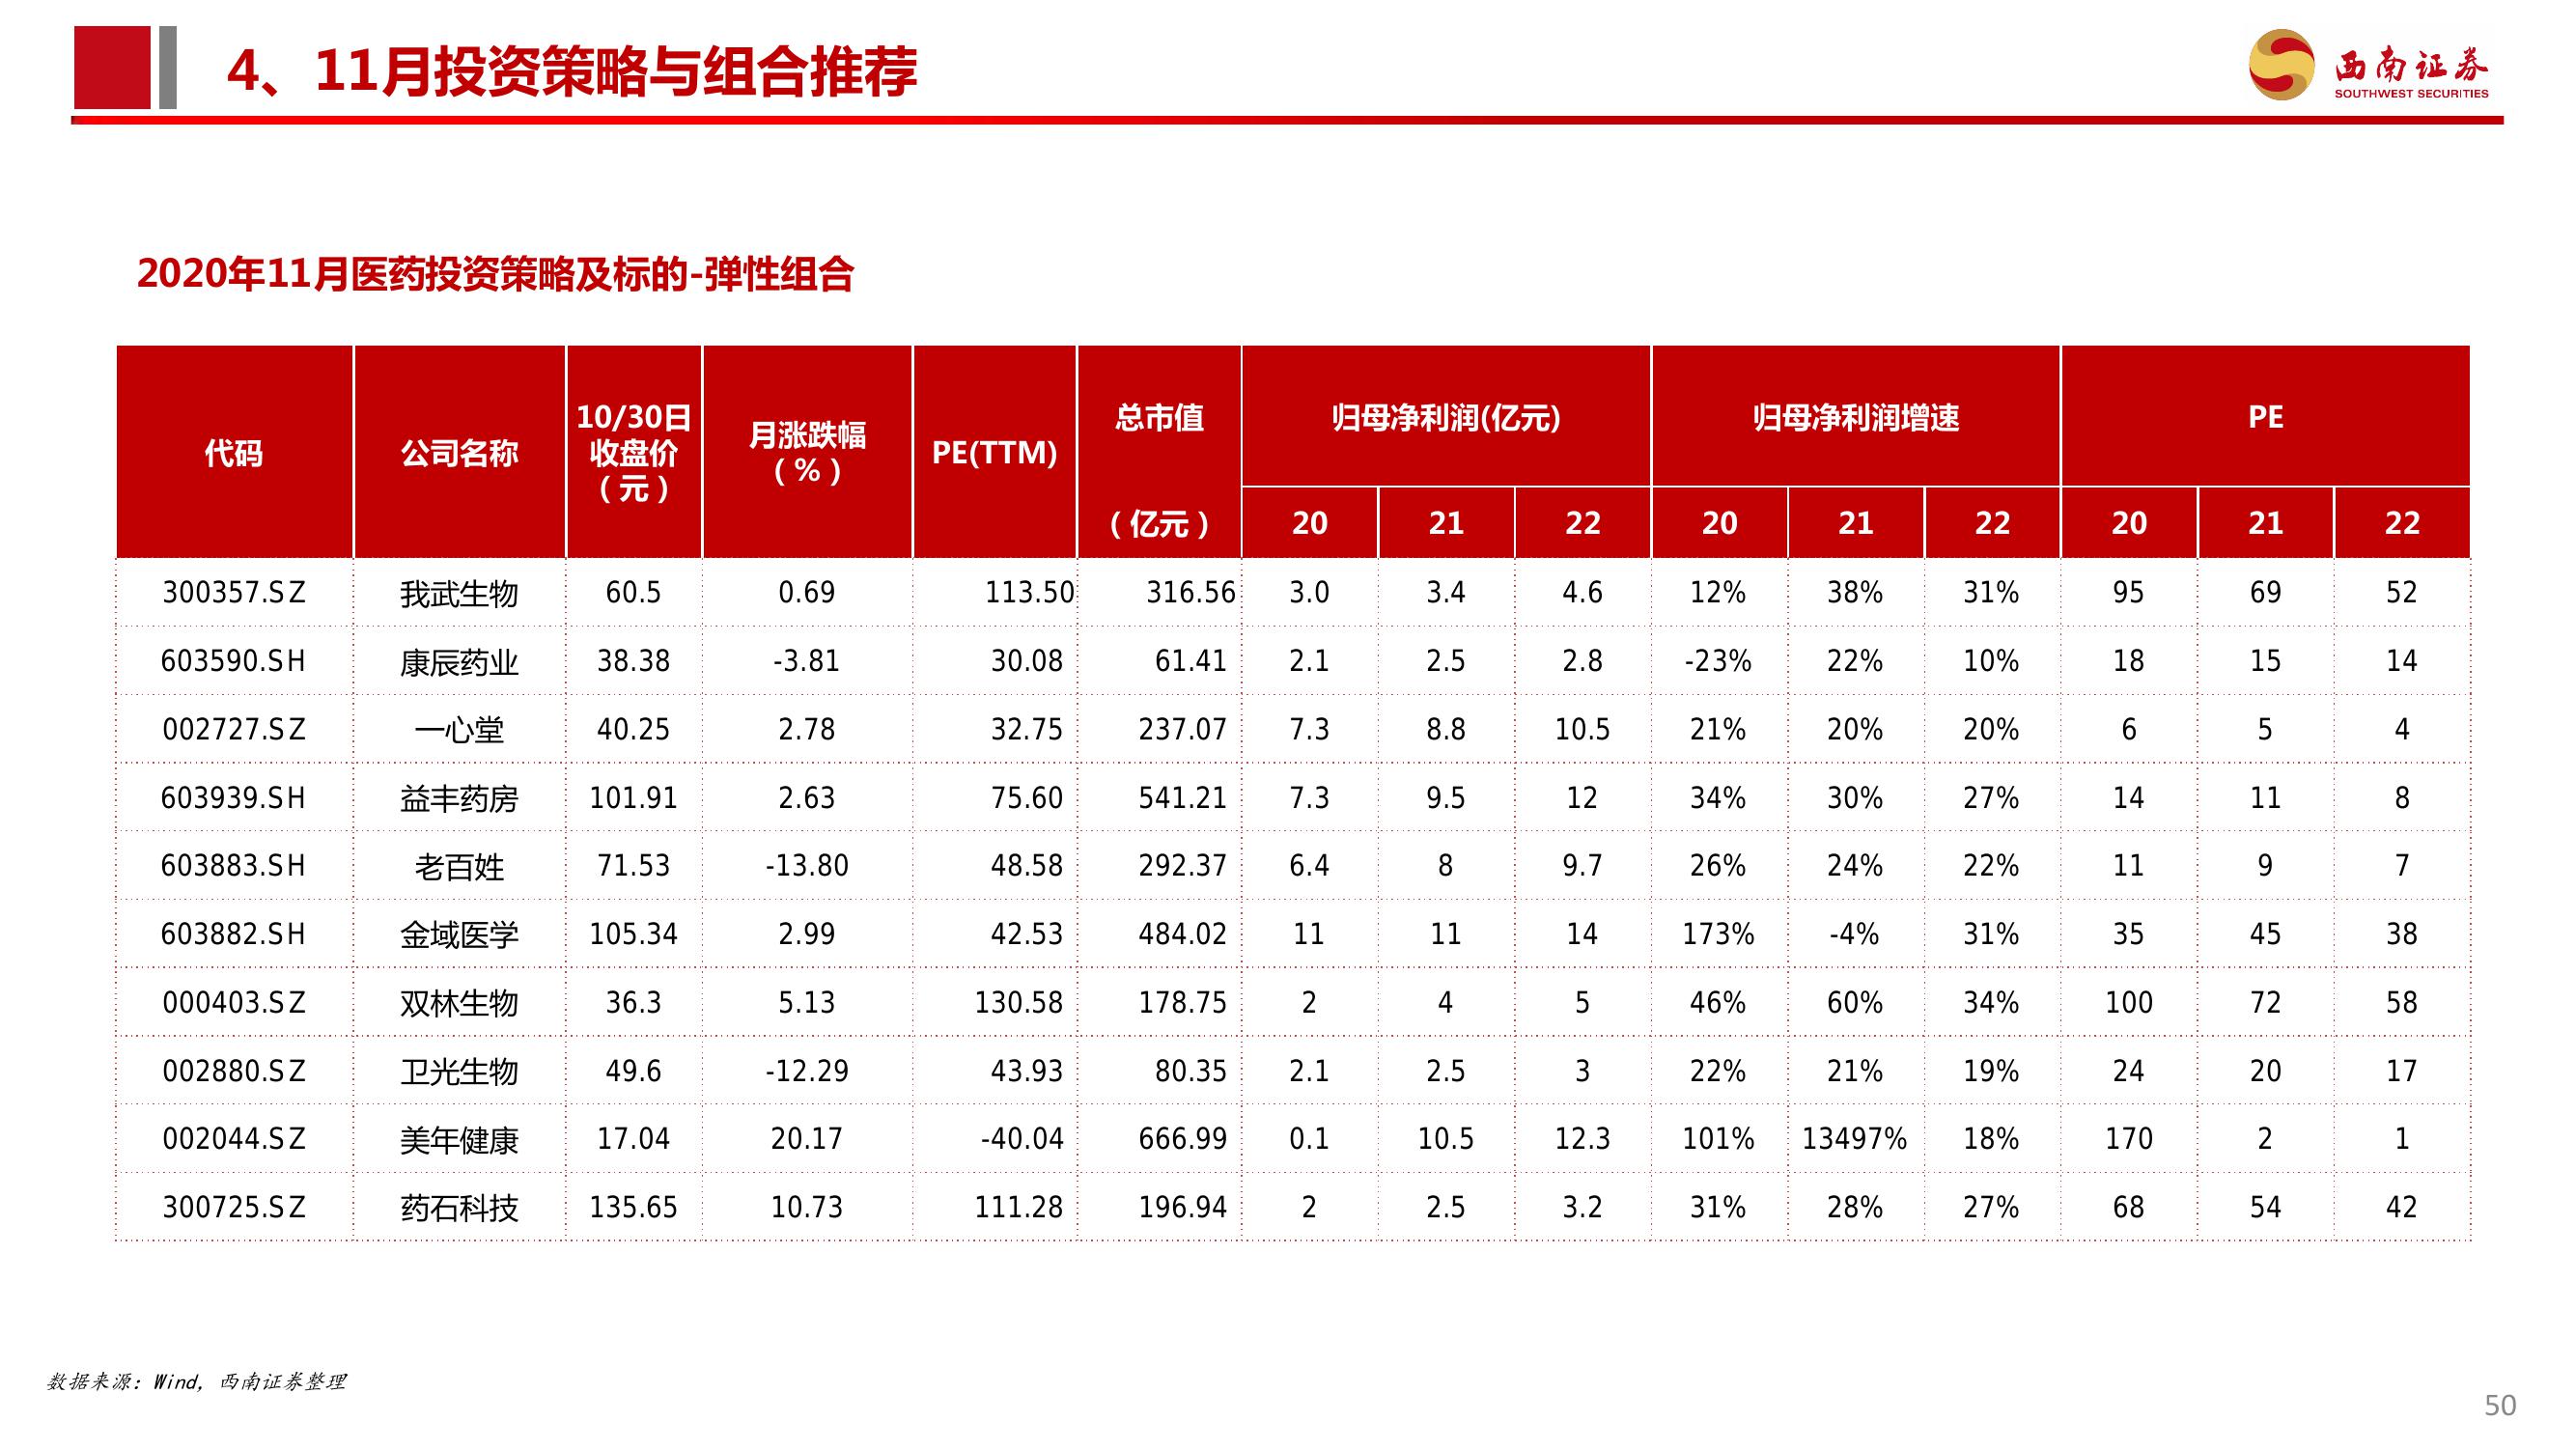 4、11月投资策略与组合推荐
西南证券
SOUTHWEST SECURITIES
2020年11月医药投资策略及标的-弹性组合
代码 公司名称 10/30日收盘价（元） 月涨跌幅（%） PE(TTM) 总市值（亿元） 归母净利润(亿元) 归母净利润增速 PE
20 21 22 20 21 22 20 21 22
300357.SZ 我武生物 60.5 0.69 113.50 316.56 3.0 3.4 4.6 12% 38% 31% 95 69 52
603590.SH 康辰药业 38.38 -3.81 30.08 61.41 2.1 2.5 2.8 -23% 22% 10% 18 15 14
002727.SZ 一心堂 40.25 2.78 32.75 237.07 7.3 8.8 10.5 21% 20% 20% 6 5 4
603939.SH 益丰药房 101.91 2.63 75.60 541.21 7.3 9.5 12 34% 30% 27% 14 11 8
603883.SH 老百姓 71.53 -13.80 48.58 292.37 6.4 8 9.7 26% 24% 22% 11 9 7
603882.SH 金域医学 105.34 2.99 42.53 484.02 11 11 14 173% -4% 31% 35 45 38
000403.SZ 双林生物 36.3 5.13 130.58 178.75 2 4 5 46% 60% 34% 100 72 58
002880.SZ 卫光生物 49.6 -12.29 43.93 80.35 2.1 2.5 3 22% 21% 19% 24 20 17
002044.SZ 美年健康 17.04 20.17 -40.04 666.99 0.1 10.5 12.3 101% 13497% 18% 170 2 1
300725.SZ 药石科技 135.65 10.73 111.28 196.94 2 2.5 3.2 31% 28% 27% 68 54 42
数据来源：Wind，西南证券整理
50